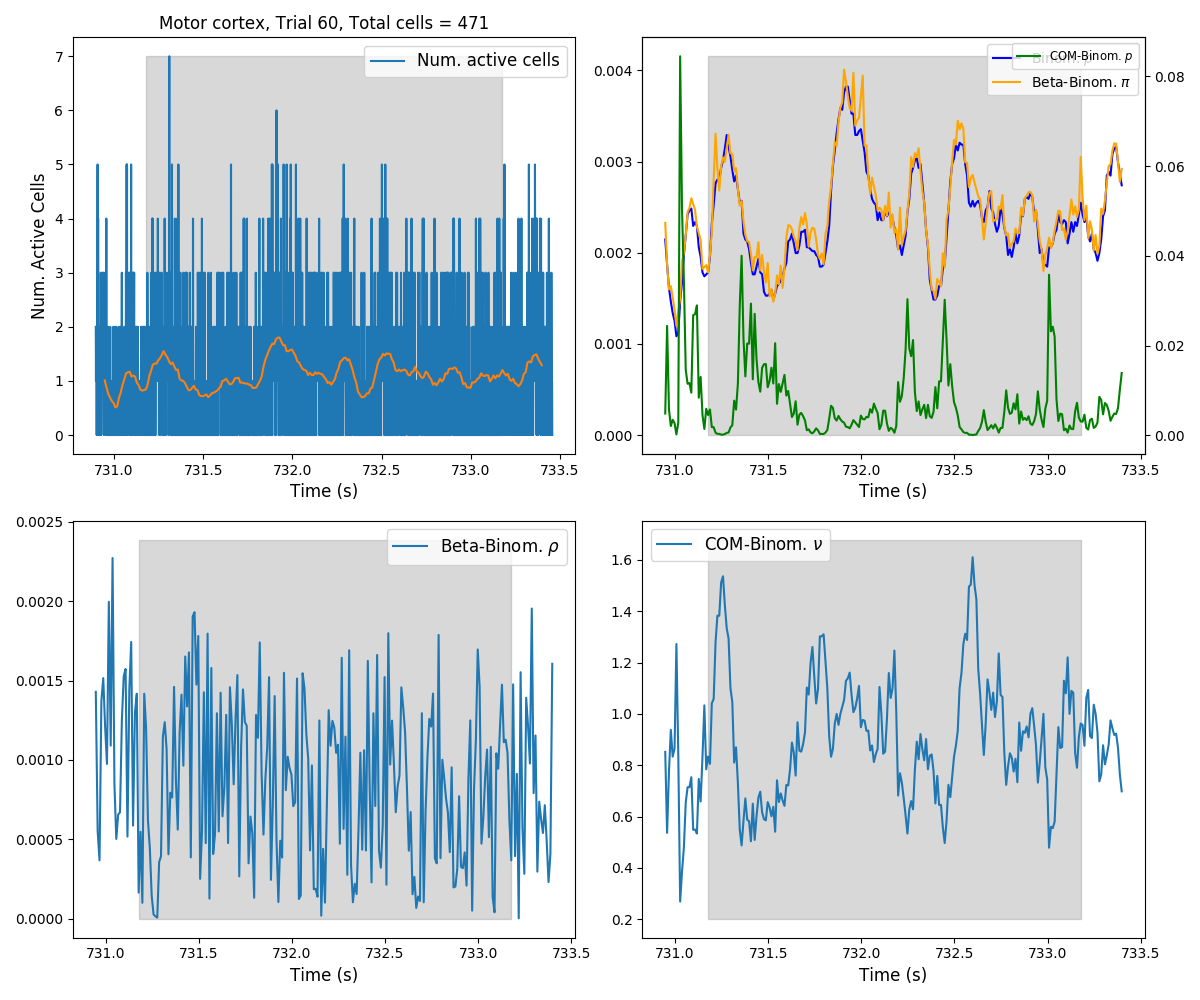 Motor cortex, Trial 60, Total cells = 471
Num. active cells
Num. Active Cells
7
6
5
4
3
2
1
0
731.0 731.5 732.0 732.5 733.0 733.5
Time (s)
COM-Binom. p
Beta-Binom. π
0.004
0.003
0.002
0.001
0.000
0.08
0.06
0.04
0.02
0.00
731.0 731.5 732.0 732.5 733.0 733.5
Time (s)
Beta-Binom. ρ
0.0025
0.0020
0.0015
0.0010
0.0005
0.0000
731.0 731.5 732.0 732.5 733.0 733.5
Time (s)
COM-Binom. ν
1.6
1.4
1.2
1.0
0.8
0.6
0.4
0.2
731.0 731.5 732.0 732.5 733.0 733.5
Time (s)